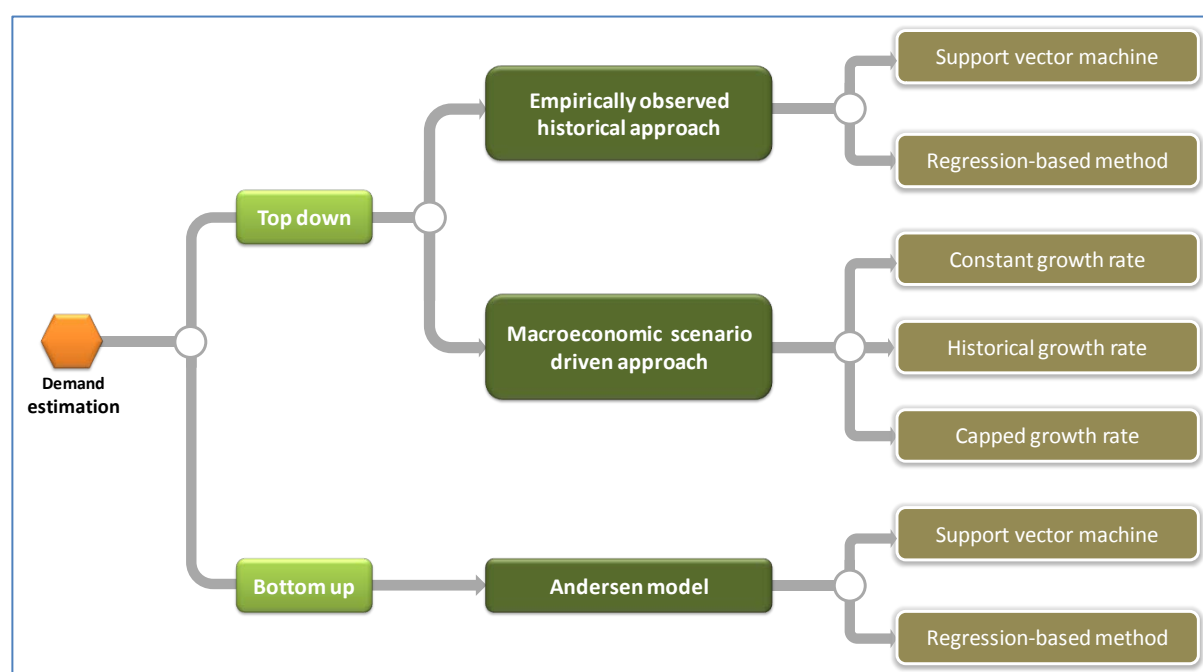 Support vector machine
Empirically observed
historical approach
Regression-based method
Top down
Constant growth rate
Macroeconomic scenario
driven approach
Historical growth rate
Demand
estimation
Capped growth rate
Support vector machine
Bottom up
Andersen model
Regression-based method